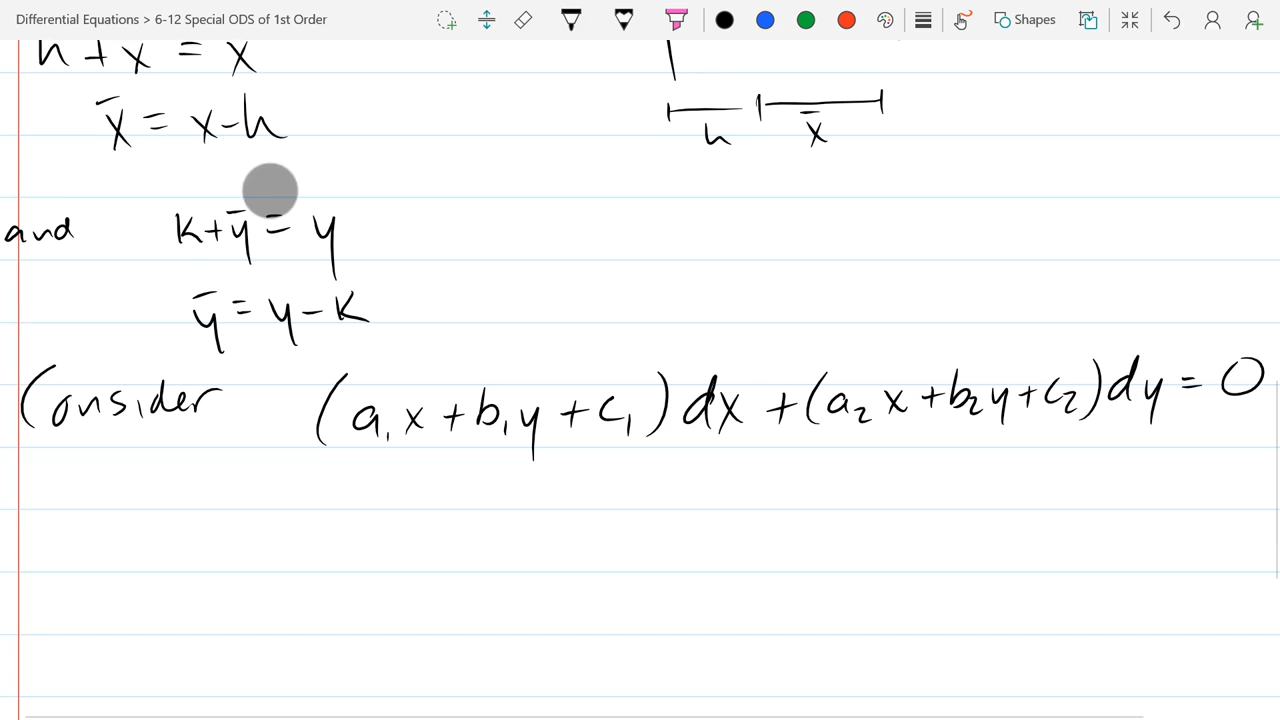 Differential Equations > 6-12 Special ODS of 1st Order
Shapes
h + x̄ = x
x̄ = x - h
h x̄
and k + ȳ = y
ȳ = y - k
Consider (a₁x + b₁y + c₁)dx + (a₂x + b₂y + c₂)dy = 0